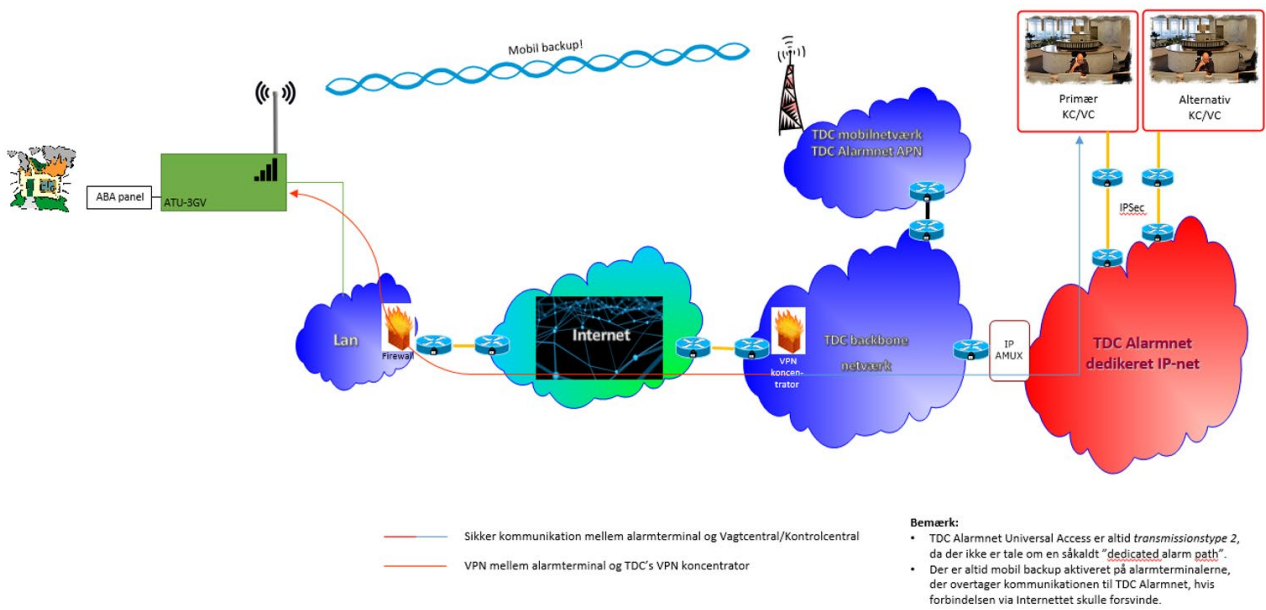 Mobil backup!
Primær
KC/VC
Alternativ
KC/VC
TDC mobilnetværk
TDC Alarmnet APN
ABA panel
ATU-3GV
IPSec
Lan
Firewall
Internet
VPN
koncen-
trator
TDC backbone
netværk
IP
AMUX
TDC Alarmnet
dedikeret IP-net
Sikker kommunikation mellem alarmterminal og Vagtcentral/Kontrolcentral
VPN mellem alarmterminal og TDC's VPN koncentrator
Bemærk:
• TDC Alarmnet Universal Access er altid transmissionstype 2,
da der ikke er tale om en såkaldt "dedicated alarm path".
• Der er altid mobil backup aktiveret på alarmterminalerne,
der overtager kommunikationen til TDC Alarmnet, hvis
forbindelsen via Internettet skulle forsvinde.